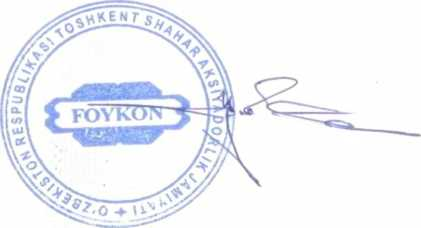 O'ZBEKISTON RESPUBLIKASI TOSHKENT SHAHAR AKSIYADORLIK JAMIYATI
FOYKON